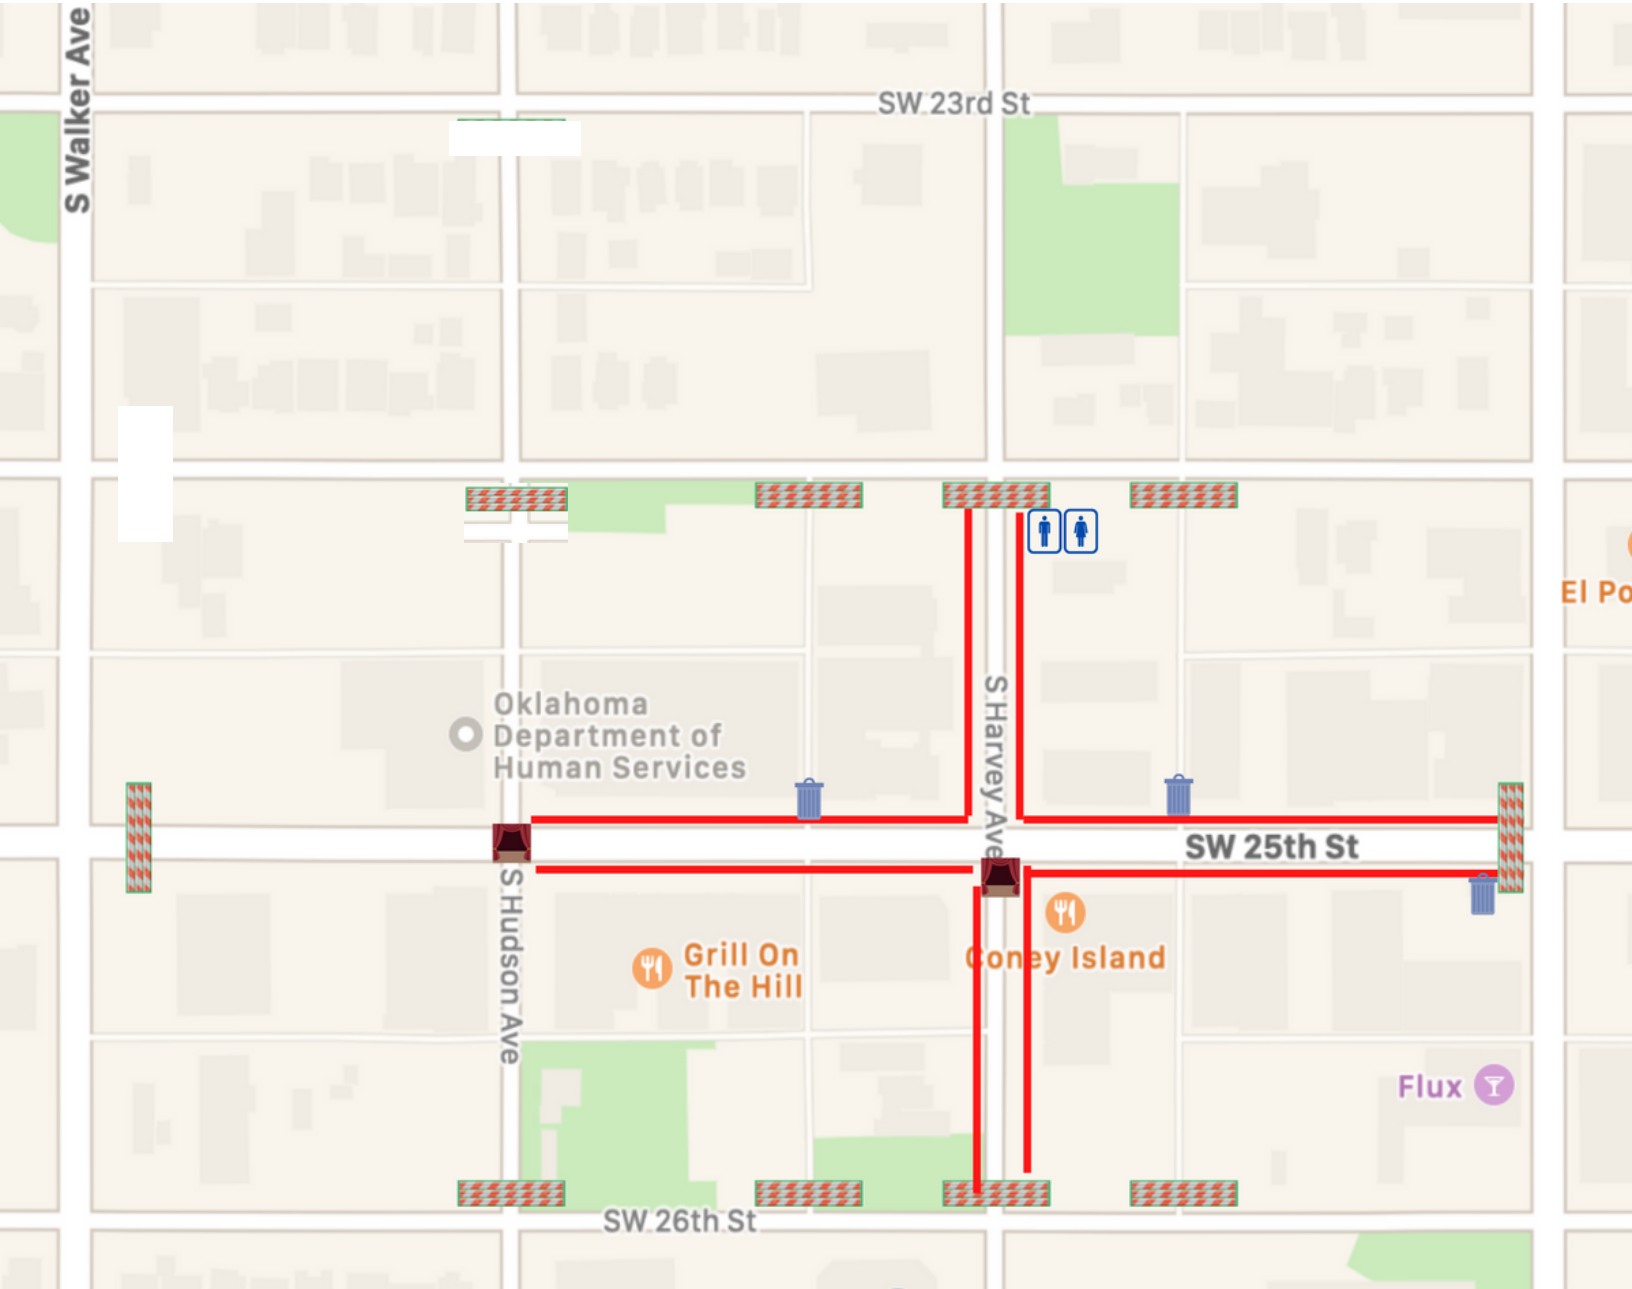 S Walker Ave
SW 23rd St
El Po
Oklahoma
Department of
Human Services
S Harvey Ave
SW 25th St
S Hudson Ave
Grill On
The Hill
Coney Island
Flux
SW 26th St